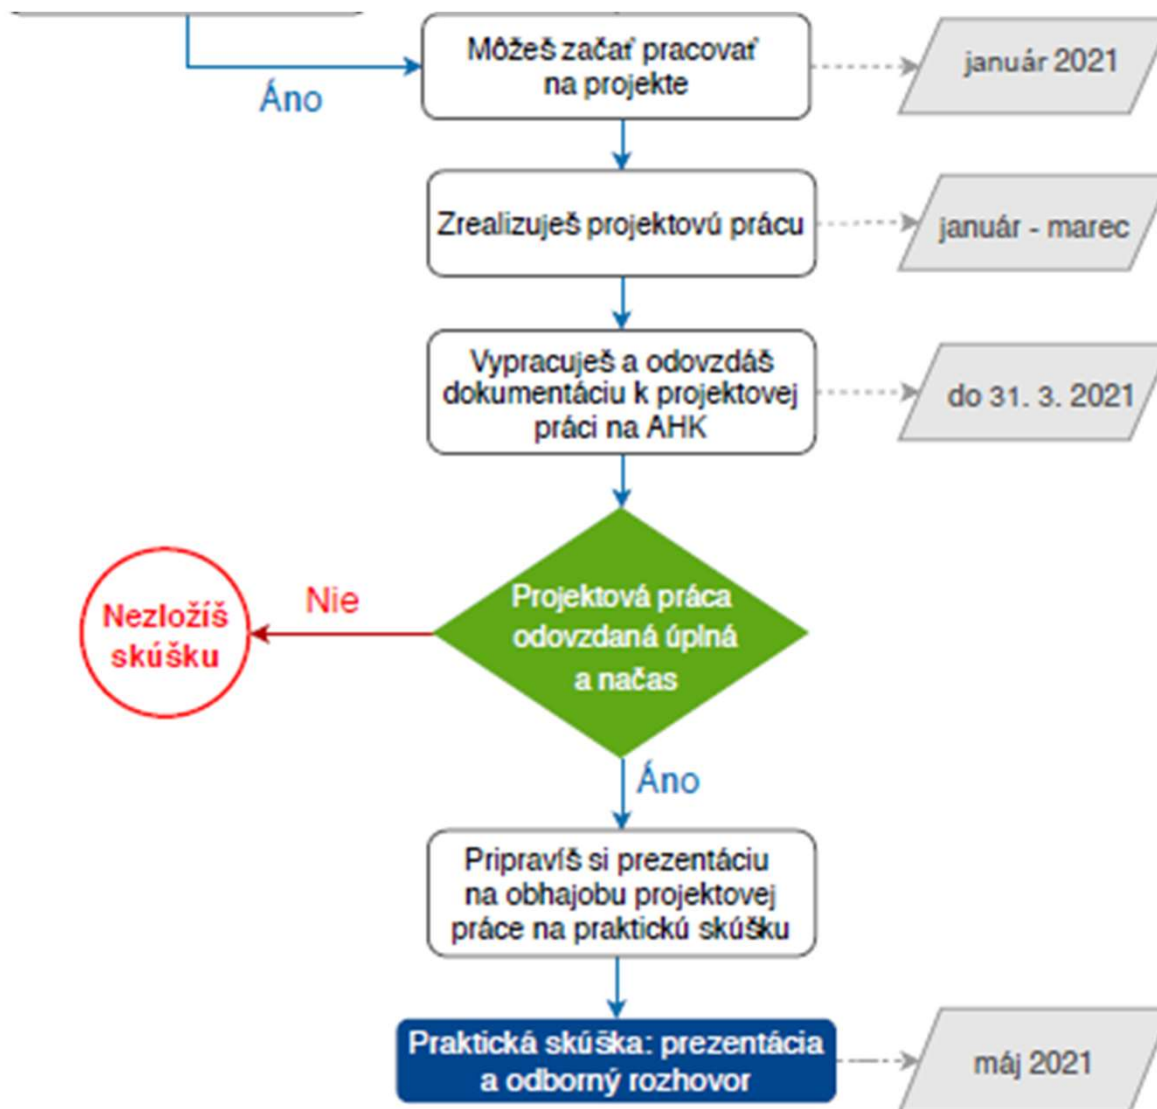 Môžeš začať pracovať
na projekte
január 2021
Áno
Zrealizuješ projektovú prácu
január - marec
Vypracuješ a odovzdáš
dokumentáciu k projektovej
práci na AHK
do 31. 3. 2021
Projektová práca
odovzdaná úplná
a načas
Nie
Nezložíš
skúšku
Áno
Pripravíš si prezentáciu
na obhajobu projektovej
práce na praktickú skúšku
Praktická skúška: prezentácia
a odborný rozhovor
máj 2021